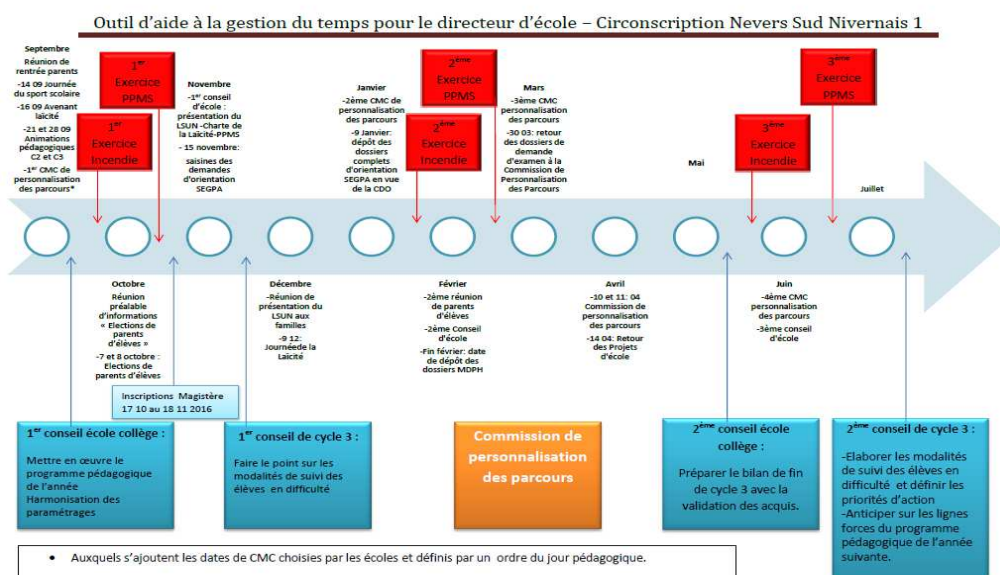 Outil d'aide à la gestion du temps pour le directeur d'école – Circonscription Nevers Sud Nivernais 1
Septembre
Réunion de
rentrée parents
-14 09 Journée
du sport scolaire
-16 09 Avenant
laïcité
-21 et 28 09
Animations
pédagogiques
C2 et C3
-1er CMC de
personnalisation
des parcours*
1er
Exercice
PPMS
1er
Exercice
Incendie
Novembre
-1er conseil
d'école :
présentation du
LSUN -Charte de
la Laïcité-PPMS
- 15 novembre:
saisines des
demandes
d'orientation
SEGPA
Janvier
-2ème CMC de
personnalisation
du parcours
-9 Janvier:
dépôt des
dossiers complets
d'orientation
SEGPA en vue
de la CDO
2ème
Exercice
PPMS
2ème
Exercice
Incendie
Mars
-3ème CMC
personnalisation
des parcours
-30 03: retour
des dossiers de
demande
d'examen à la
Commission de
Personnalisation
des Parcours
Mai
3ème
Exercice
Incendie
3ème
Exercice
PPMS
Juillet
Octobre
Réunion
préalable
d'informations
« Elections de
parents
d'élèves »
-7 et 8 octobre :
Elections de
parents d'élèves
Décembre
-Réunion de
présentation du
LSUN aux
familles
-9 12:
Journéede la
Laïcité
Février
-2ème réunion de
parents
d'élèves
-2ème Conseil
d'école
-Fin février: date
de dépôt des
dossiers MDPH
Avril
-10 et 11: 04
Commission de
personnalisation
des parcours
-14 04: Retour
des Projets
d'école
Juin
-4ème CMC
personnalisation
des parcours
-3ème conseil
d'école
Inscriptions Magistère
17 10 au 18 11 2016
1er conseil école collège :
Mettre en œuvre le
programme pédagogique
de l'année
Harmonisation des
paramétrages
1er conseil de cycle 3 :
Faire le point sur les
modalités de suivi des
élèves en difficulté
Commission de
personnalisation
des parcours
2ème conseil école
collège :
Préparer le bilan de fin
de cycle 3 avec la
validation des acquis.
2ème conseil de cycle 3 :
-Elaborer les modalités
de suivi des élèves en
difficulté et définir les
priorités d'action
-Anticiper sur les lignes
forces du programme
pédagogique de l'année
suivante.
• Auxquels s'ajoutent les dates de CMC choisies par les écoles et définis par un ordre du jour pédagogique.